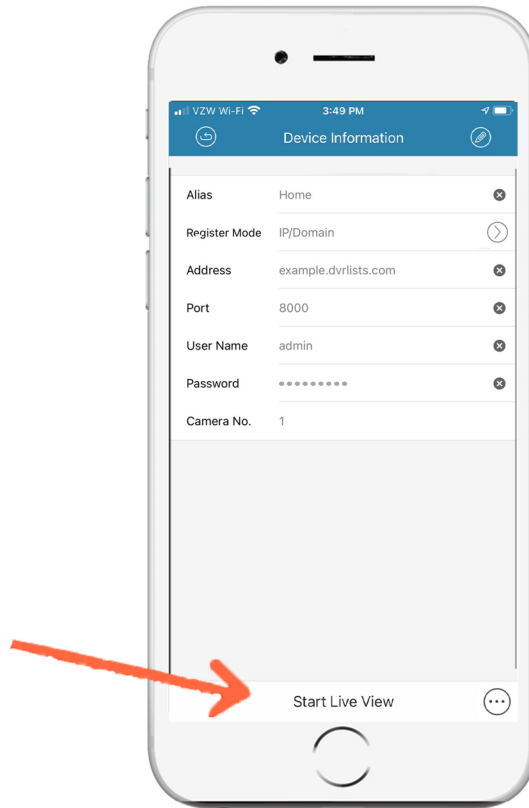 VZW Wi-Fi 3:49 PM
Device Information
Alias Home
Register Mode IP/Domain
Address example.dvrlists.com
Port 8000
User Name admin
Password •••••••••
Camera No. 1
Start Live View